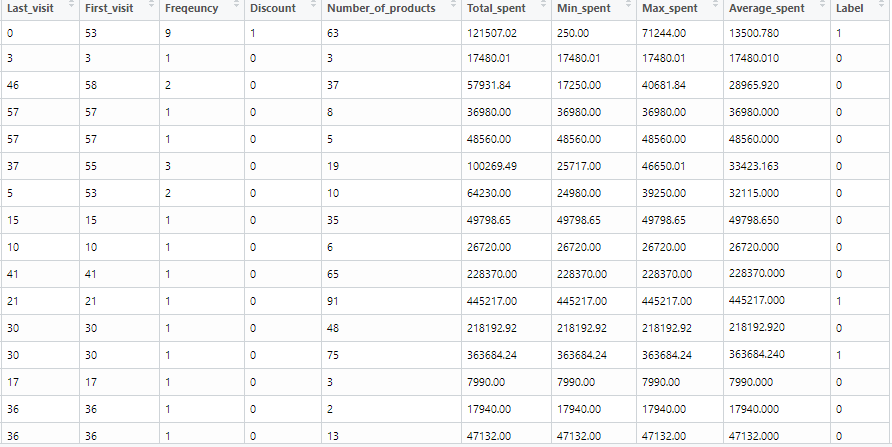 Last_visit First_visit Freqeuncy Discount Number_of_products Total_spent Min_spent Max_spent Average_spent Label
0 53 9 1 63 121507.02 250.00 71244.00 13500.780 1
3 3 1 0 3 17480.01 17480.01 17480.01 17480.010 0
46 58 2 0 37 57931.84 17250.00 40681.84 28965.920 0
57 57 1 0 8 36980.00 36980.00 36980.00 36980.000 0
57 57 1 0 5 48560.00 48560.00 48560.00 48560.000 0
37 55 3 0 19 100269.49 25717.00 46650.01 33423.163 0
5 53 2 0 10 64230.00 24980.00 39250.00 32115.000 0
15 15 1 0 35 49798.65 49798.65 49798.65 49798.650 0
10 10 1 0 6 26720.00 26720.00 26720.00 26720.000 0
41 41 1 0 65 228370.00 228370.00 228370.00 228370.000 0
21 21 1 0 91 445217.00 445217.00 445217.00 445217.000 1
30 30 1 0 48 218192.92 218192.92 218192.92 218192.920 0
30 30 1 0 75 363684.24 363684.24 363684.24 363684.240 1
17 17 1 0 3 7990.00 7990.00 7990.00 7990.000 0
36 36 1 0 2 17940.00 17940.00 17940.00 17940.000 0
36 36 1 0 13 47132.00 47132.00 47132.00 47132.000 0